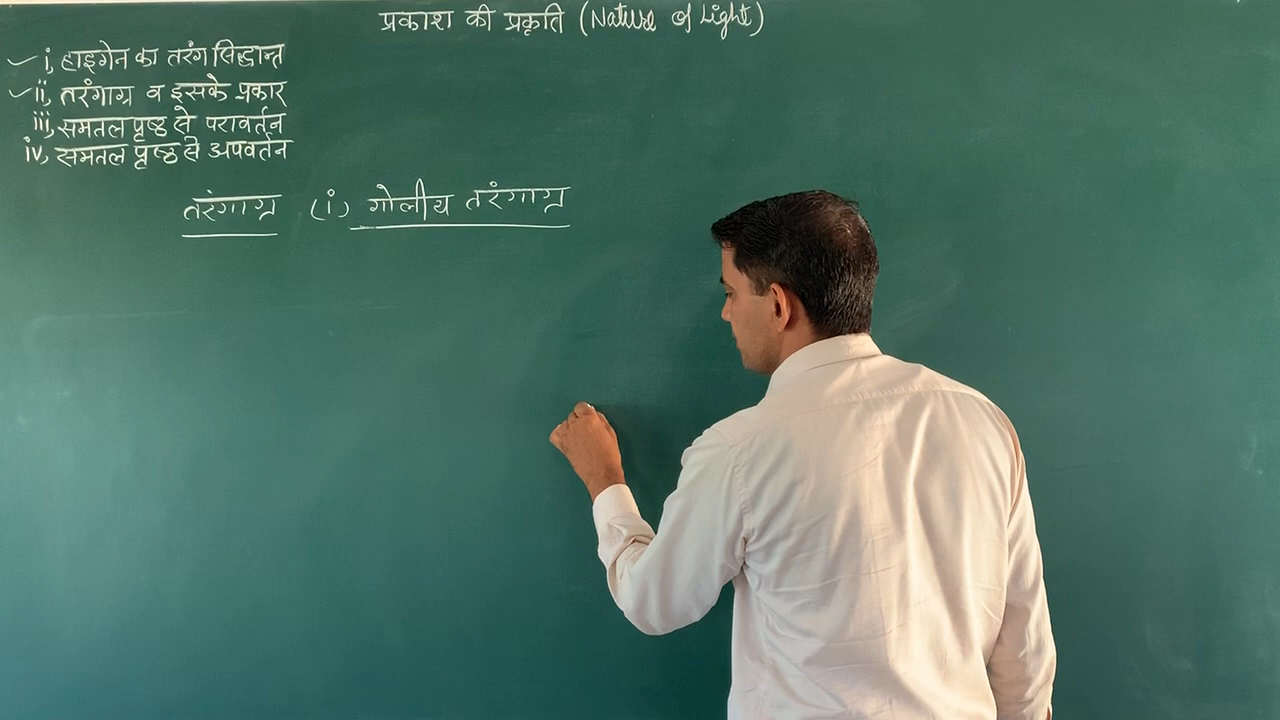 प्रकाश की प्रकृति (Nature of Light)
i, हाइगेन का तरंग सिद्धान्त
ii, तरंगाग्र व इसके प्रकार
iii, समतल पृष्ठ से परावर्तन
iv, समतल पृष्ठ से अपवर्तन
तरंगाग्र (i) गोलीय तरंगाग्र